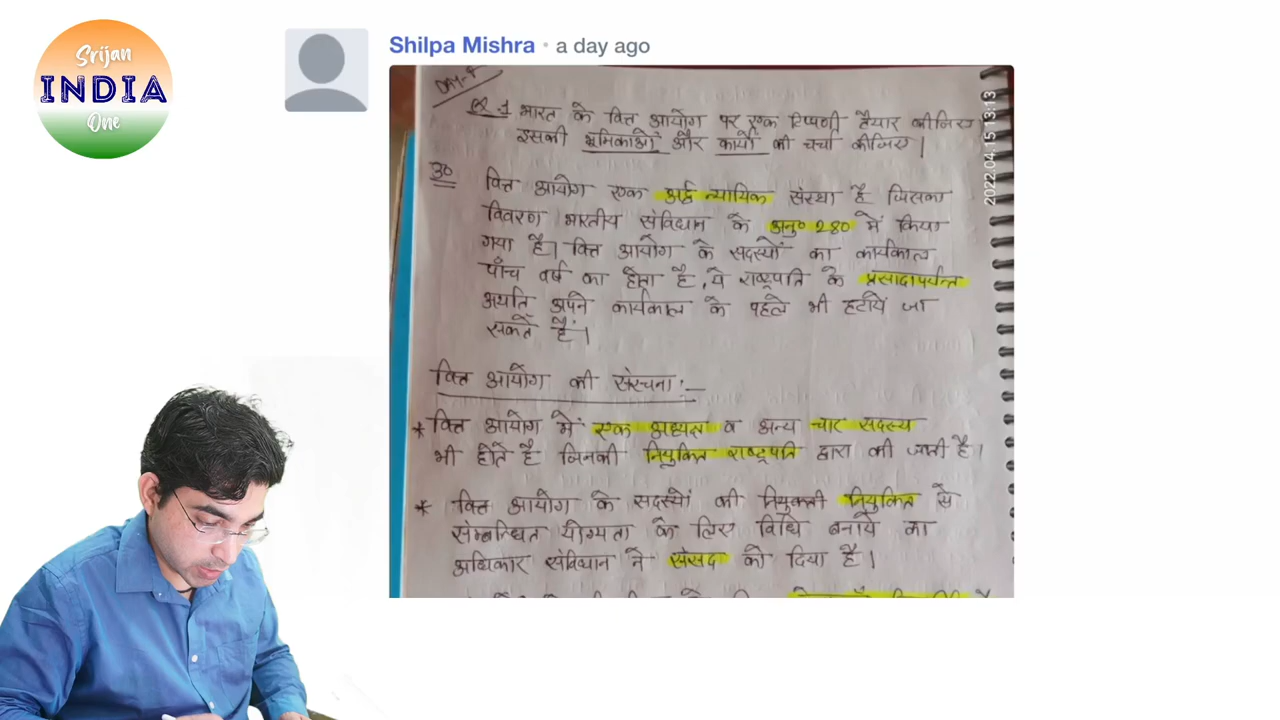 Srijan
INDIA
One
Shilpa Mishra • a day ago
DAY-1
Q.1 भारत के वित्त आयोग पर एक टिप्पणी तैयार कीजिए
इसकी भूमिकाओं और कार्यों की चर्चा कीजिए।
2022.04.15 13:13
उ० वित्त आयोग एक अर्द्ध न्यायिक संस्था है जिसका
विवरण भारतीय संविधान के अनु० 280 में किया
गया है। वित्त आयोग के सदस्यों का कार्यकाल
पाँच वर्ष का होता है, ये राष्ट्रपति के प्रसादापर्यन्त
अर्थात अपने कार्यकाल के पहले भी हटायें जा
सकते हैं।
वित्त आयोग की संरचना:-
* वित्त आयोग में एक अध्यक्ष व अन्य चार सदस्य
भी होते है जिनकी नियुक्ति राष्ट्रपति द्वारा की जाती है।
* वित्त आयोग के सदस्यों की नियुक्ती नियुक्ति से
सम्बन्धित योग्यता के लिए विधि बनाये का
अधिकार संविधान ने संसद को दिया है।